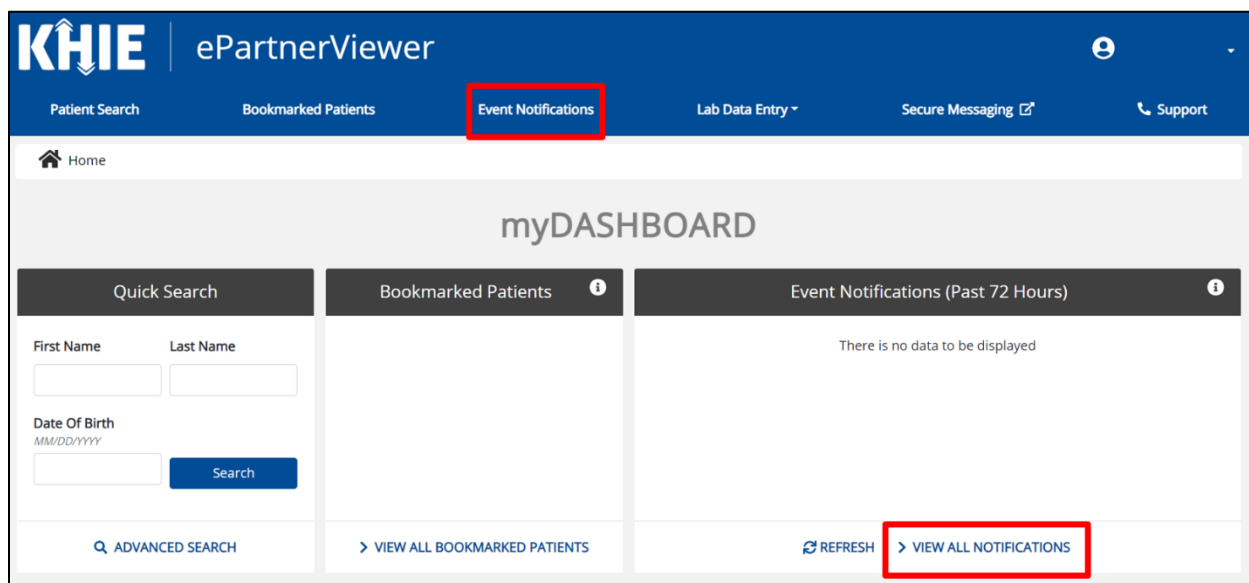 KHIE ePartnerViewer
Patient Search Bookmarked Patients Event Notifications Lab Data Entry Secure Messaging Support
Home
myDASHBOARD
Quick Search
First Name Last Name
Date Of Birth
MM/DD/YYYY
Search
ADVANCED SEARCH
Bookmarked Patients
VIEW ALL BOOKMARKED PATIENTS
Event Notifications (Past 72 Hours)
There is no data to be displayed
REFRESH VIEW ALL NOTIFICATIONS